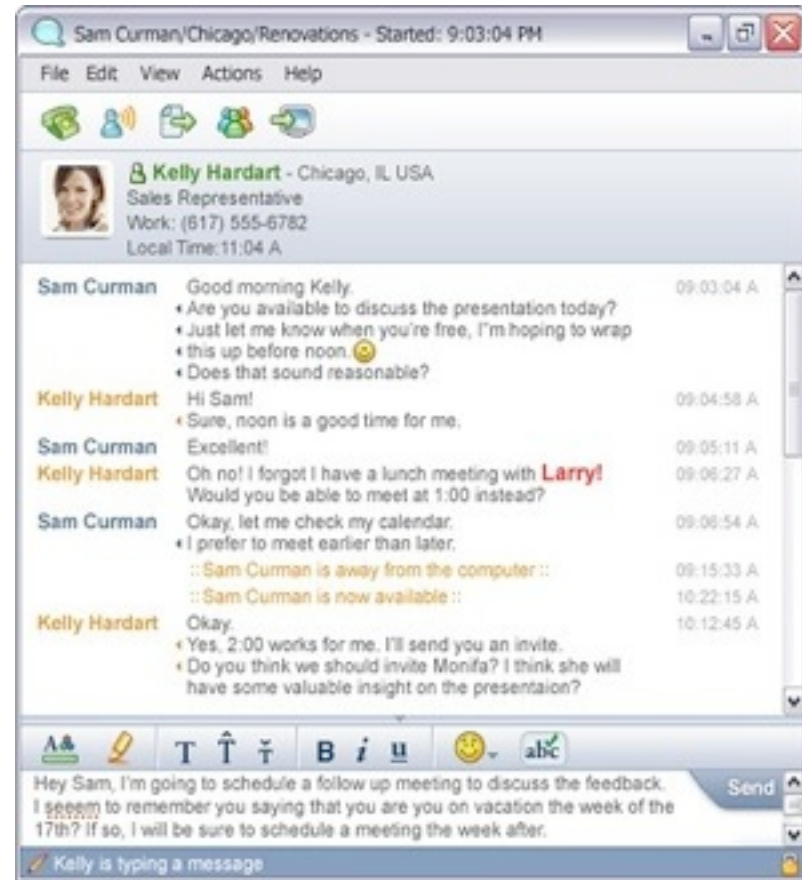 Sam Curman/Chicago/Renovations - Started: 9:03:04 PM
File Edit View Actions Help
Kelly Hardart - Chicago, IL USA
Sales Representative
Work: (617) 555-6782
Local Time:11:04 A
Sam Curman Good morning Kelly. 09:03:04 A
Are you available to discuss the presentation today?
Just let me know when you're free, I"m hoping to wrap
this up before noon.
Does that sound reasonable?
Kelly Hardart Hi Sam! 09:04:58 A
Sure, noon is a good time for me.
Sam Curman Excellent! 09:05:11 A
Kelly Hardart Oh no! I forgot I have a lunch meeting with Larry! 09:06:27 A
Would you be able to meet at 1:00 instead?
Sam Curman Okay, let me check my calendar. 09:06:54 A
I prefer to meet earlier than later.
:: Sam Curman is away from the computer :: 09:15:33 A
:: Sam Curman is now available :: 10:22:15 A
Kelly Hardart Okay. 10:12:45 A
Yes, 2:00 works for me. I'll send you an invite.
Do you think we should invite Monifa? I think she will
have some valuable insight on the presentaion?
A T T T B i u abc
Hey Sam, I'm going to schedule a follow up meeting to discuss the feedback. Send
I seeem to remember you saying that you are you on vacation the week of the
17th? If so, I will be sure to schedule a meeting the week after.
Kelly is typing a message